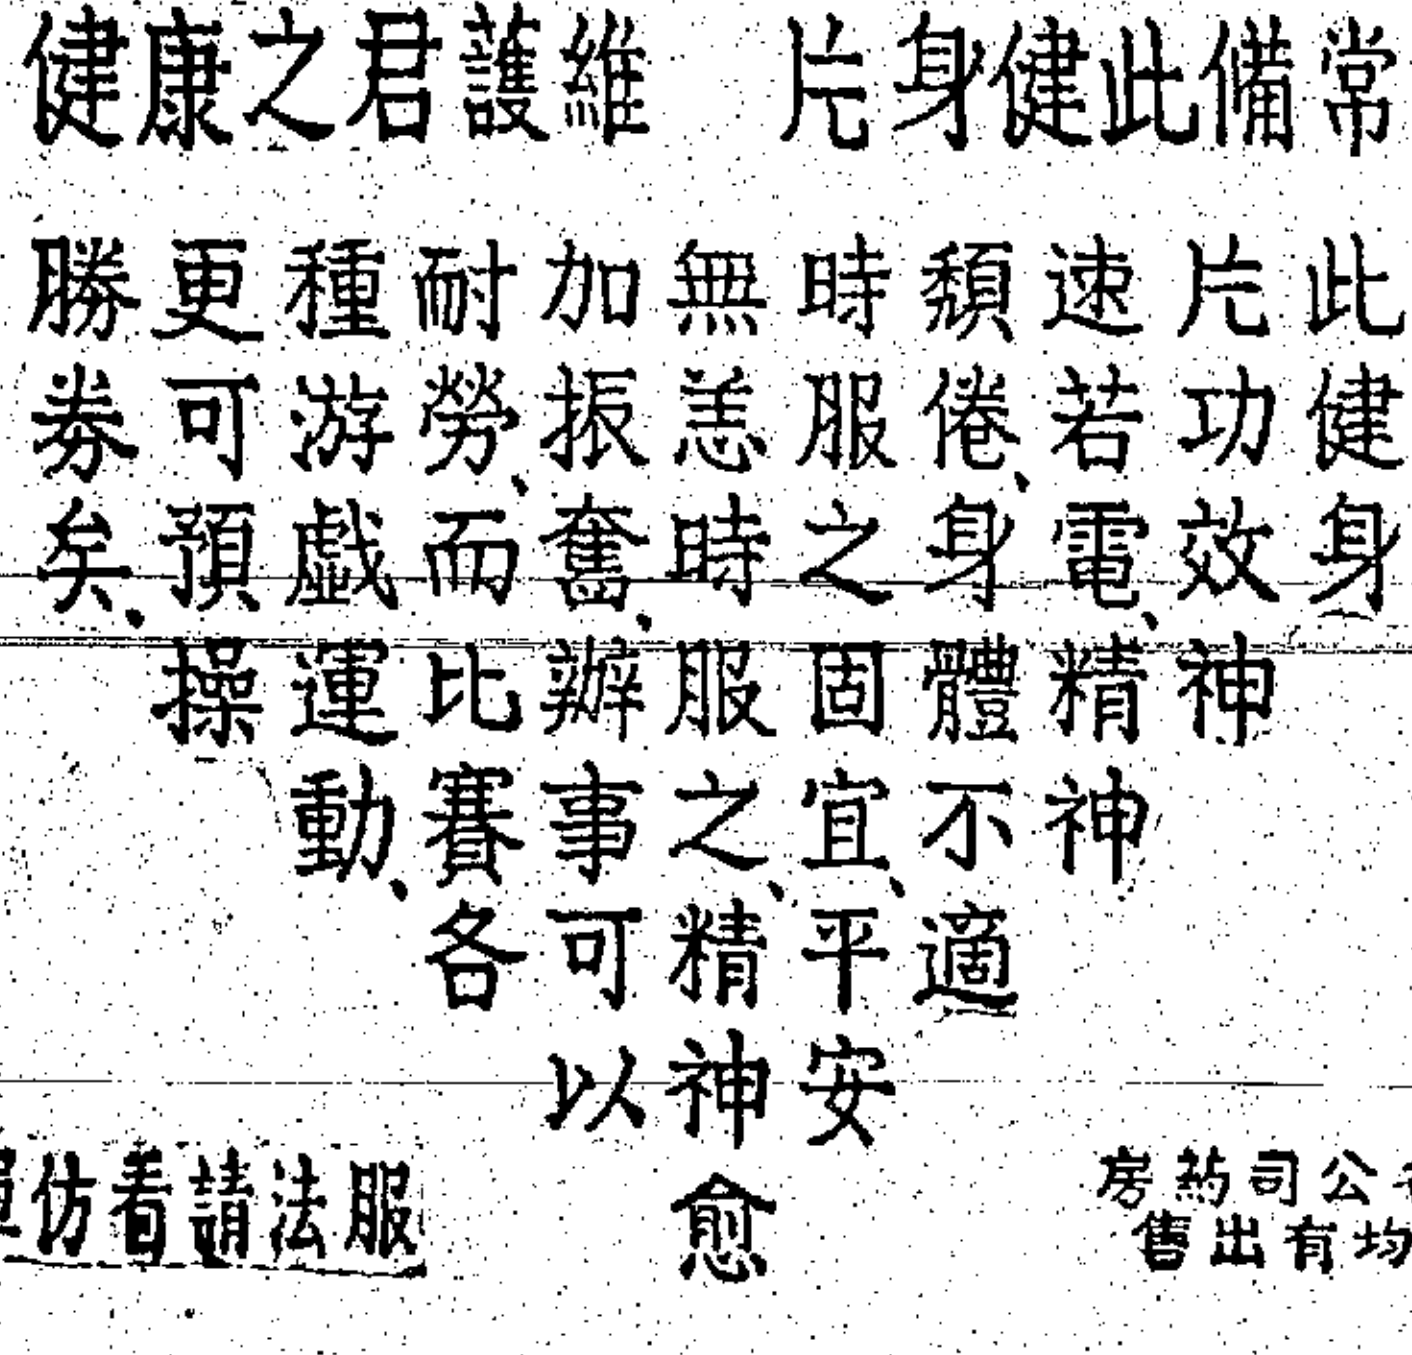 常備此健身片　維護君之康健
此健身
片功效神
速若電、精神
頽倦、身體不適
時服之固宜、平安
無恙時服之、精神愈
加振奮、辦事可以
耐勞、而比賽各
種游戲運動、
更可預操
勝券矣、
公司葯房
均有出售
服法請看仿單